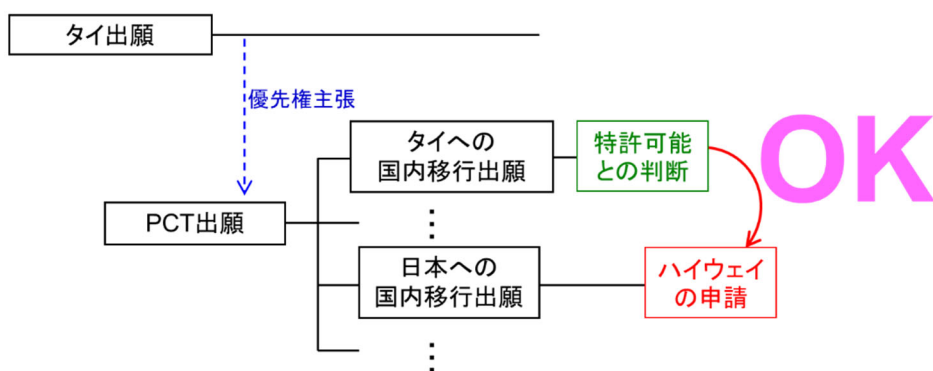 タイ出願
優先権主張
タイへの
国内移行出願
特許可能
との判断
OK
PCT出願
⋮
日本への
国内移行出願
ハイウェイ
の申請
⋮